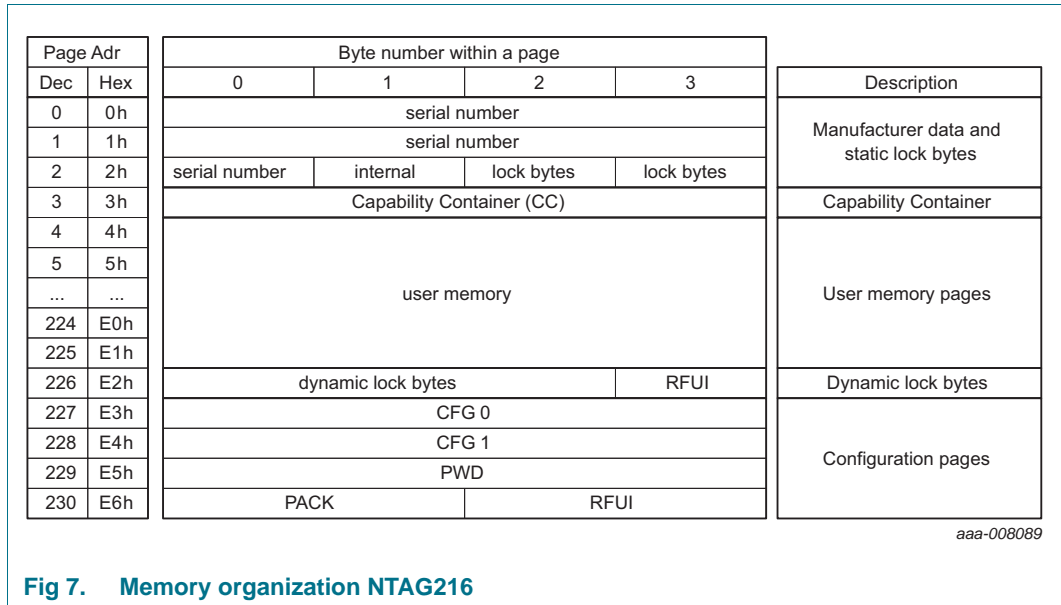 Page Adr Byte number within a page
Dec Hex 0 1 2 3 Description
0 0h serial number
Manufacturer data and
1 1h serial number
static lock bytes
2 2h serial number internal lock bytes lock bytes
3 3h Capability Container (CC) Capability Container
4 4h
5 5h
... ... user memory User memory pages
224 E0h
225 E1h
226 E2h dynamic lock bytes RFUI Dynamic lock bytes
227 E3h CFG 0
228 E4h CFG 1
Configuration pages
229 E5h PWD
230 E6h PACK RFUI
aaa-008089
Fig 7. Memory organization NTAG216